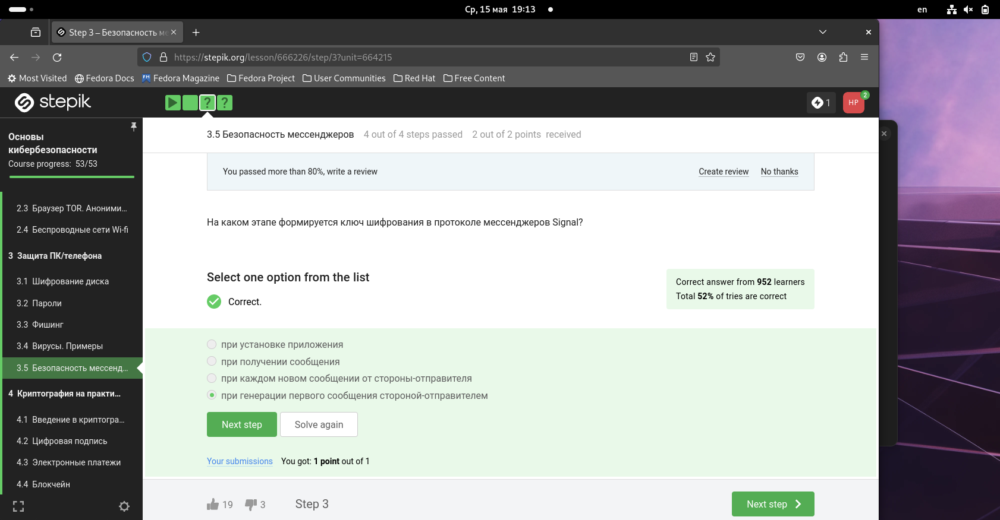 Ср, 15 мая 19:13
en
Step 3 – Безопасность ме
https://stepik.org/lesson/666226/step/3?unit=664215
Most Visited
Fedora Docs
Fedora Magazine
Fedora Project
User Communities
Red Hat
Free Content
stepik
? ?
1
HP
2
Основы
кибербезопасности
Course progress: 53/53
2.3 Браузер TOR. Аноними...
2.4 Беспроводные сети Wi-fi
3 Защита ПК/телефона
3.1 Шифрование диска
3.2 Пароли
3.3 Фишинг
3.4 Вирусы. Примеры
3.5 Безопасность мессенд...
4 Криптография на практи...
4.1 Введение в криптогра...
4.2 Цифровая подпись
4.3 Электронные платежи
4.4 Блокчейн
3.5 Безопасность мессенджеров 4 out of 4 steps passed 2 out of 2 points received
You passed more than 80%, write a review
Create review
No thanks
На каком этапе формируется ключ шифрования в протоколе мессенджеров Signal?
Select one option from the list
Correct.
Correct answer from 952 learners
Total 52% of tries are correct
при установке приложения
при получении сообщения
при каждом новом сообщении от стороны-отправителя
при генерации первого сообщения стороной-отправителем
Next step
Solve again
Your submissions You got: 1 point out of 1
19
3
Step 3
Next step